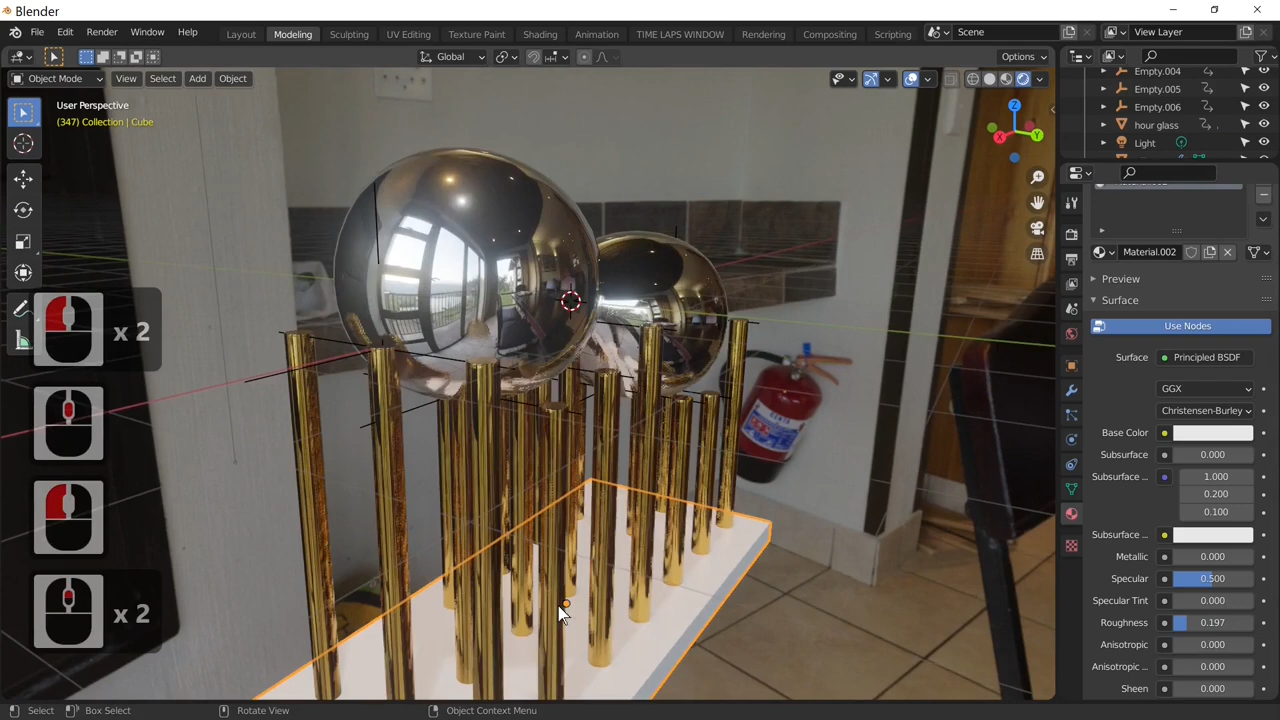 Blender
File Edit Render Window Help
Layout Modeling Sculpting UV Editing Texture Paint Shading Animation TIME LAPS WINDOW Rendering Compositing Scripting
Scene
View Layer
Global
Options
Object Mode View Select Add Object
User Perspective
(347) Collection | Cube
Z
Y
X
x 2
x 2
Empty.004
Empty.005
Empty.006
hour glass
Light
Material.002
Preview
Surface
Use Nodes
Surface Principled BSDF
GGX
Christensen-Burley
Base Color
Subsurface 0.000
Subsurface ... 1.000
0.200
0.100
Subsurface ...
Metallic 0.000
Specular 0.500
Specular Tint 0.000
Roughness 0.197
Anisotropic 0.000
Anisotropic ... 0.000
Sheen 0.000
Select Box Select Rotate View Object Context Menu